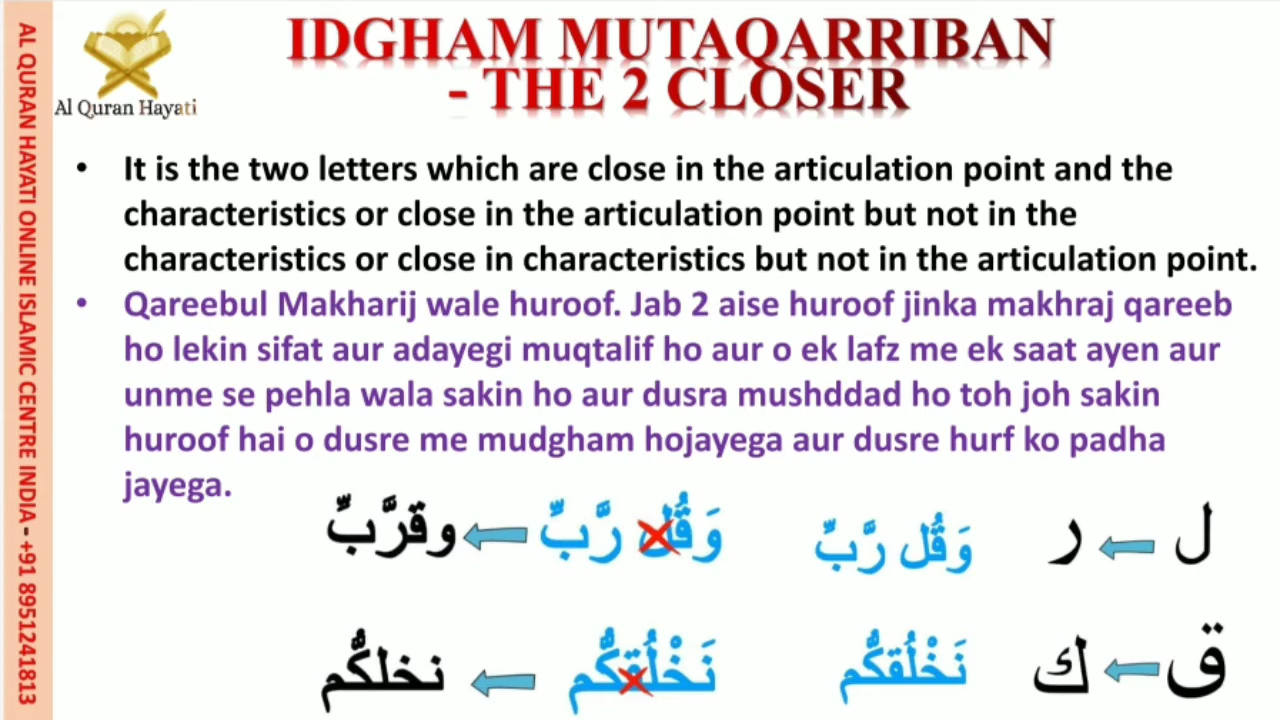 AL QURAN HAYATI ONLINE ISLAMIC CENTRE INDIA - +91 8951241813
Al Quran Hayati
IDGHAM MUTAQARRIBAN
- THE 2 CLOSER
• It is the two letters which are close in the articulation point and the
characteristics or close in the articulation point but not in the
characteristics or close in characteristics but not in the articulation point.
• Qareebul Makharij wale huroof. Jab 2 aise huroof jinka makhraj qareeb
ho lekin sifat aur adayegi muqtalif ho aur o ek lafz me ek saat ayen aur
unme se pehla wala sakin ho aur dusra mushddad ho toh joh sakin
huroof hai o dusre me mudgham hojayega aur dusre hurf ko padha
jayega.
ل ر وَقُل رَّبِّ وَقُل رَّبِّ وقرَّبِّ
ق ك نَخْلُقكُّم نَخْلُقكُّم نخلكُّم